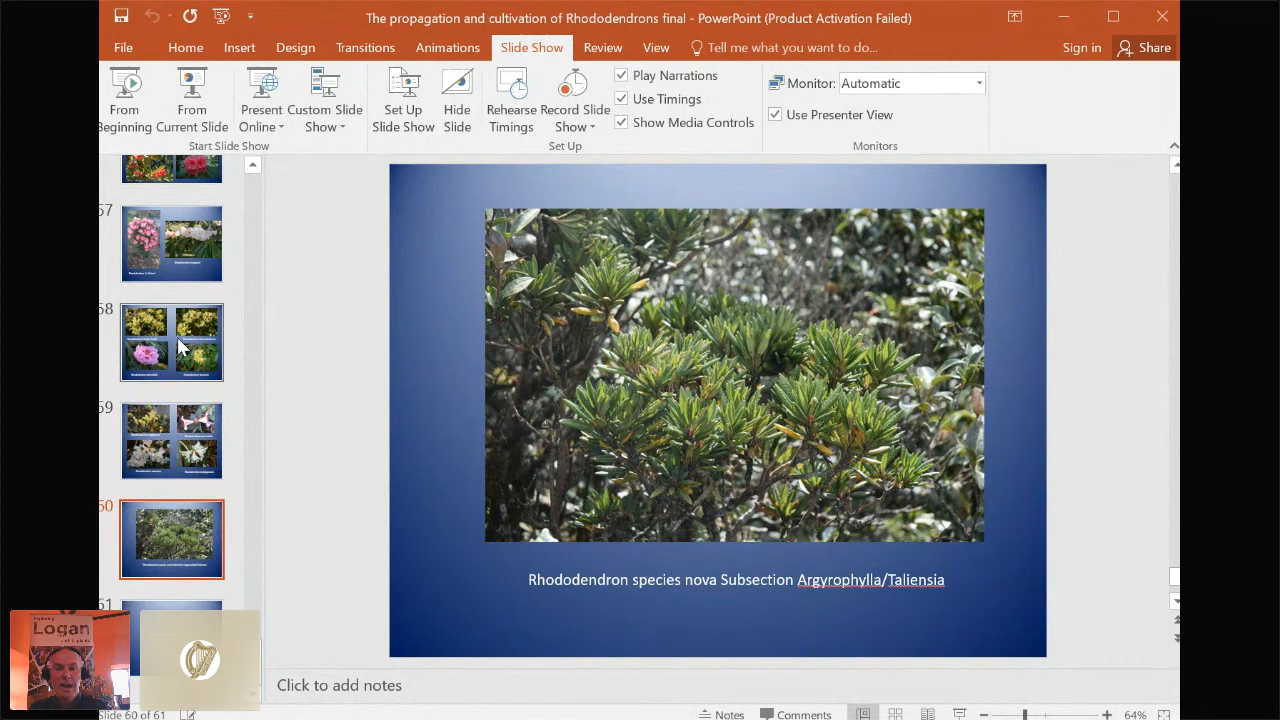 The propagation and cultivation of Rhododendrons final - PowerPoint (Product Activation Failed)
File Home Insert Design Transitions Animations Slide Show Review View Tell me what you want to do... Sign in Share
From Beginning
From Current Slide
Present Online
Custom Slide Show
Set Up Slide Show
Hide Slide
Rehearse Timings
Record Slide Show
Play Narrations
Use Timings
Show Media Controls
Monitor: Automatic
Use Presenter View
Start Slide Show
Set Up
Monitors
57
58
59
60
61
Rhododendron species nova Subsection Argyrophylla/Taliensia
Logan
Click to add notes
Slide 60 of 61
Notes
Comments
64%